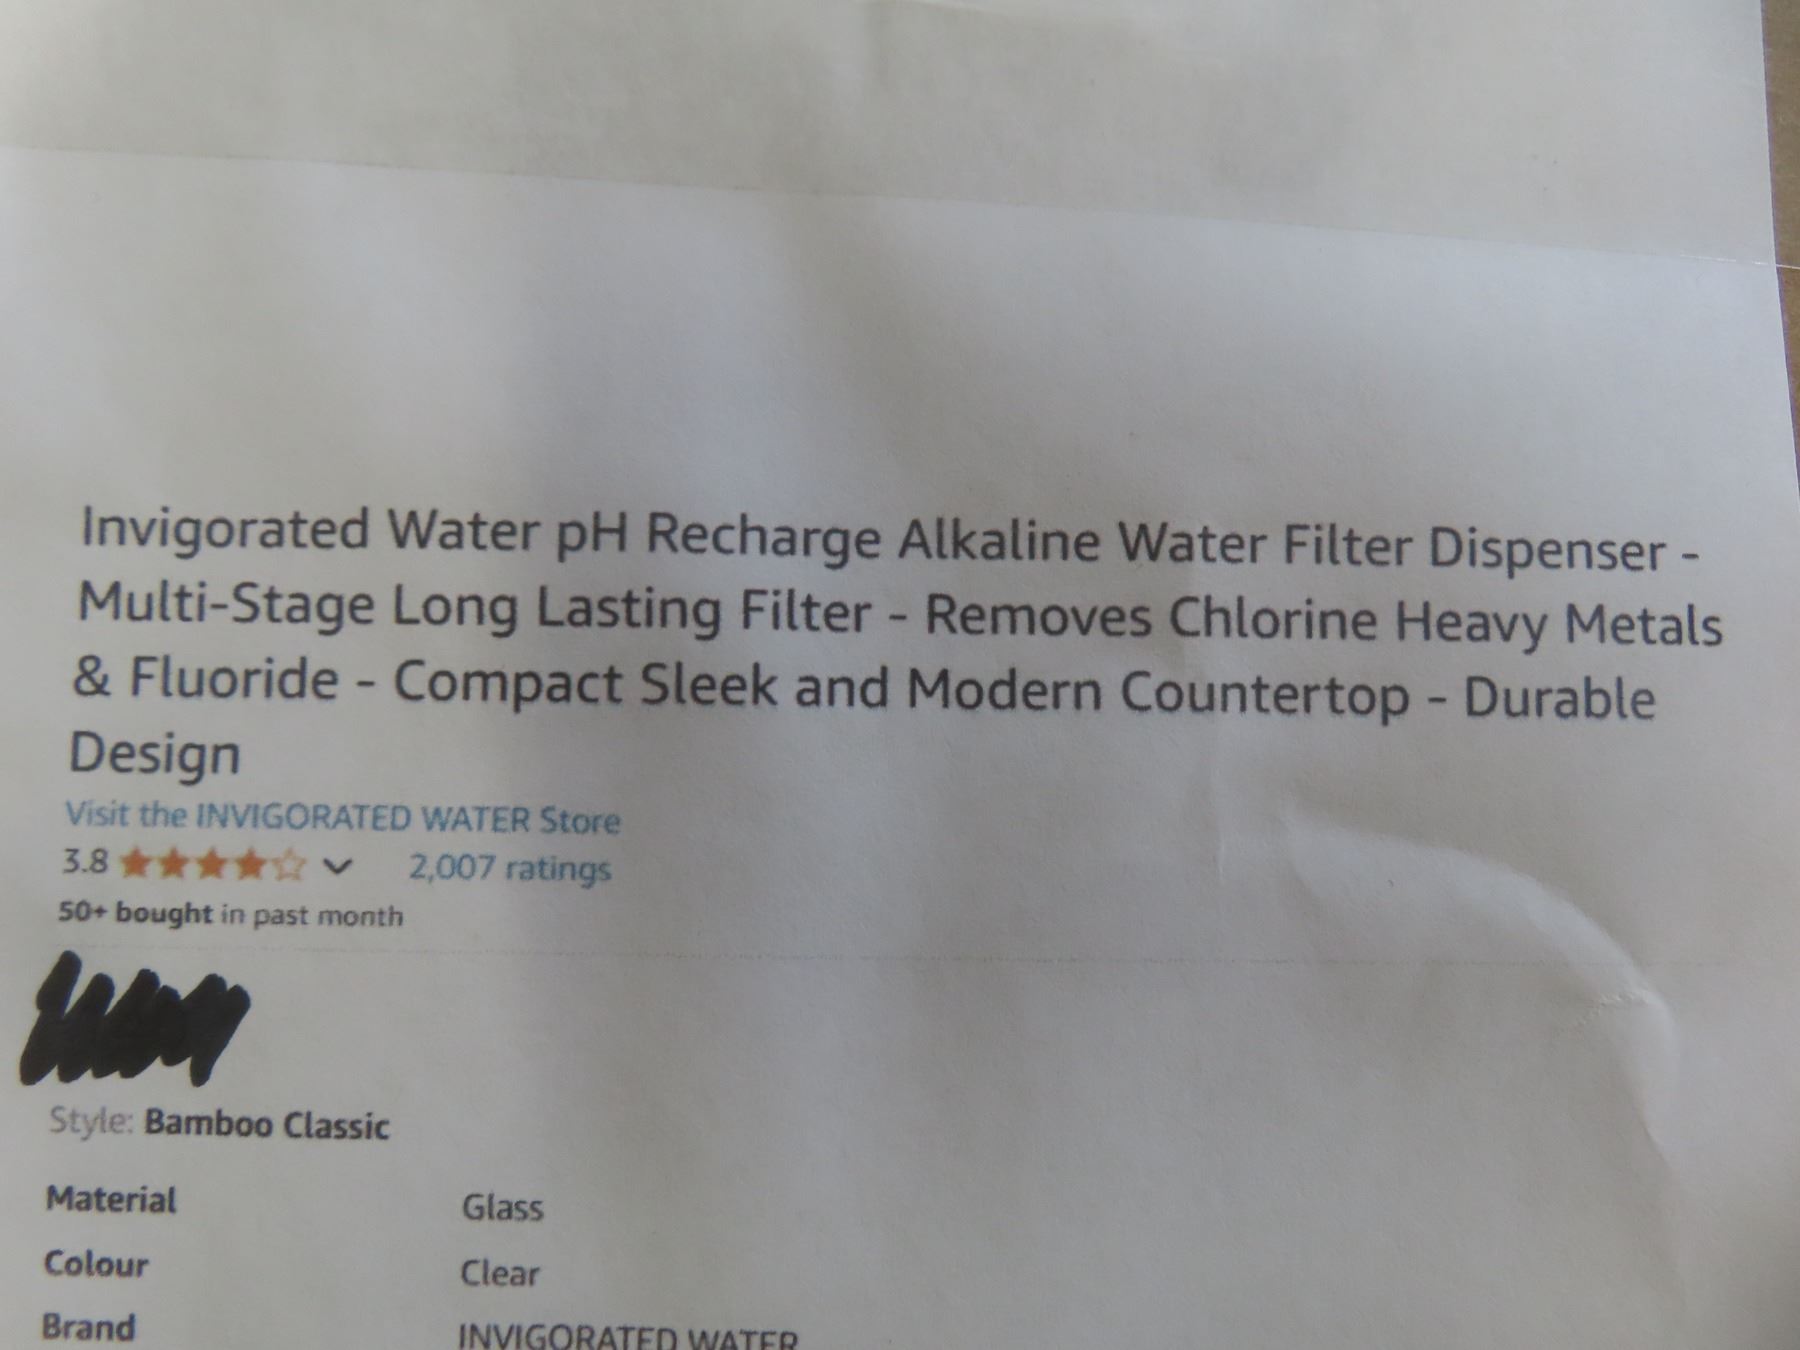 Invigorated Water pH Recharge Alkaline Water Filter Dispenser -
Multi-Stage Long Lasting Filter - Removes Chlorine Heavy Metals
& Fluoride - Compact Sleek and Modern Countertop - Durable
Design
Visit the INVIGORATED WATER Store
3.8 2,007 ratings
50+ bought in past month
Style: Bamboo Classic
Material Glass
Colour Clear
Brand INVIGORATED WATER